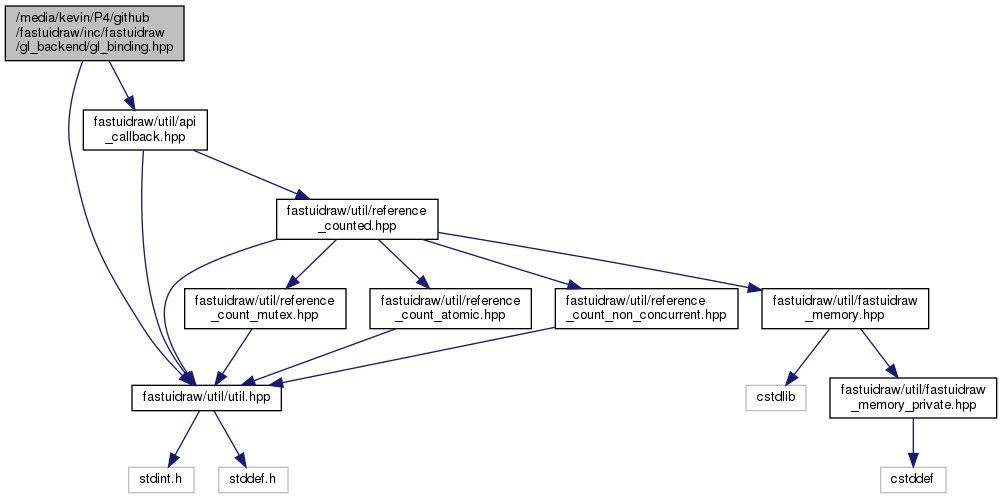 /media/kevin/P4/github
/fastuidraw/inc/fastuidraw
/gl_backend/gl_binding.hpp
fastuidraw/util/api
_callback.hpp
fastuidraw/util/reference
_counted.hpp
fastuidraw/util/reference
_count_mutex.hpp
fastuidraw/util/reference
_count_atomic.hpp
fastuidraw/util/reference
_count_non_concurrent.hpp
fastuidraw/util/fastuidraw
_memory.hpp
fastuidraw/util/util.hpp
cstdlib
fastuidraw/util/fastuidraw
_memory_private.hpp
stdint.h
stddef.h
cstddef